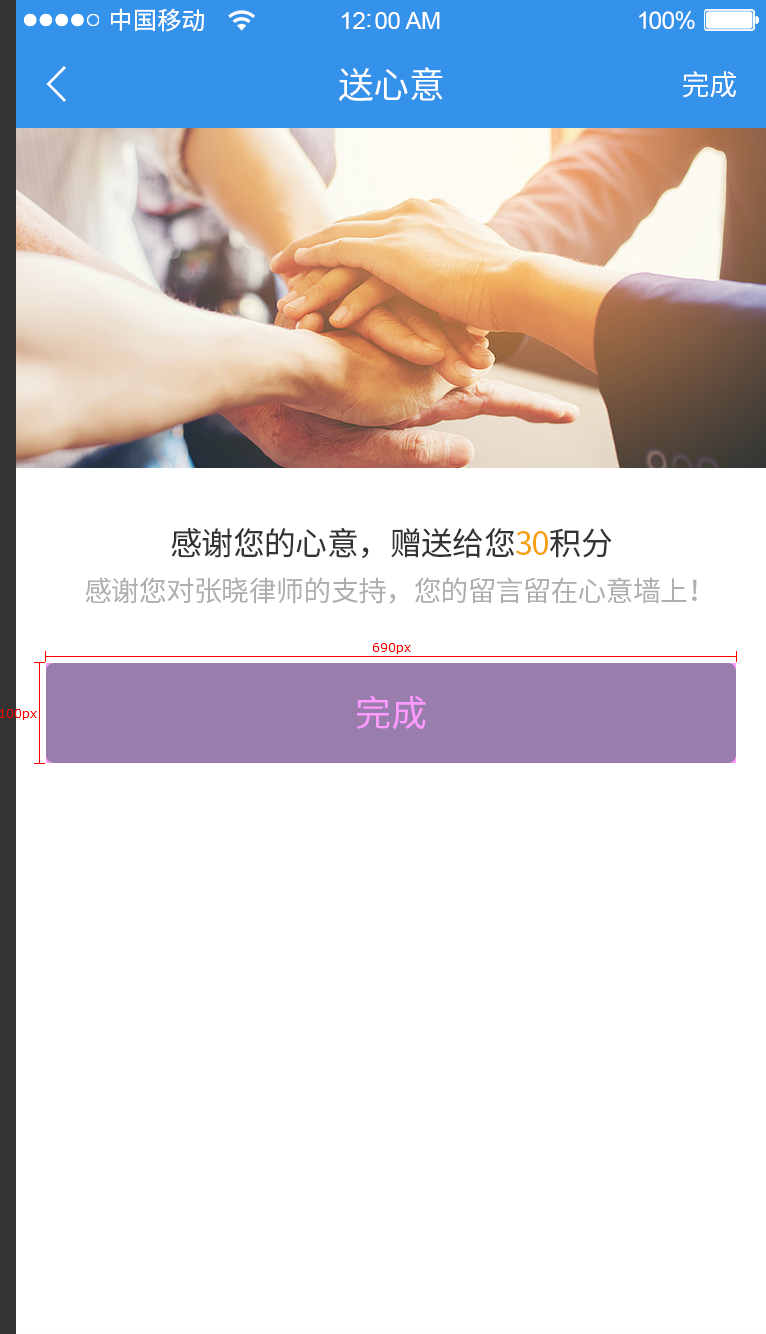 中国移动 12:00 AM 100%
送心意 完成
感谢您的心意，赠送给您30积分
感谢您对张晓律师的支持，您的留言留在心意墙上！
690px
100px
完成